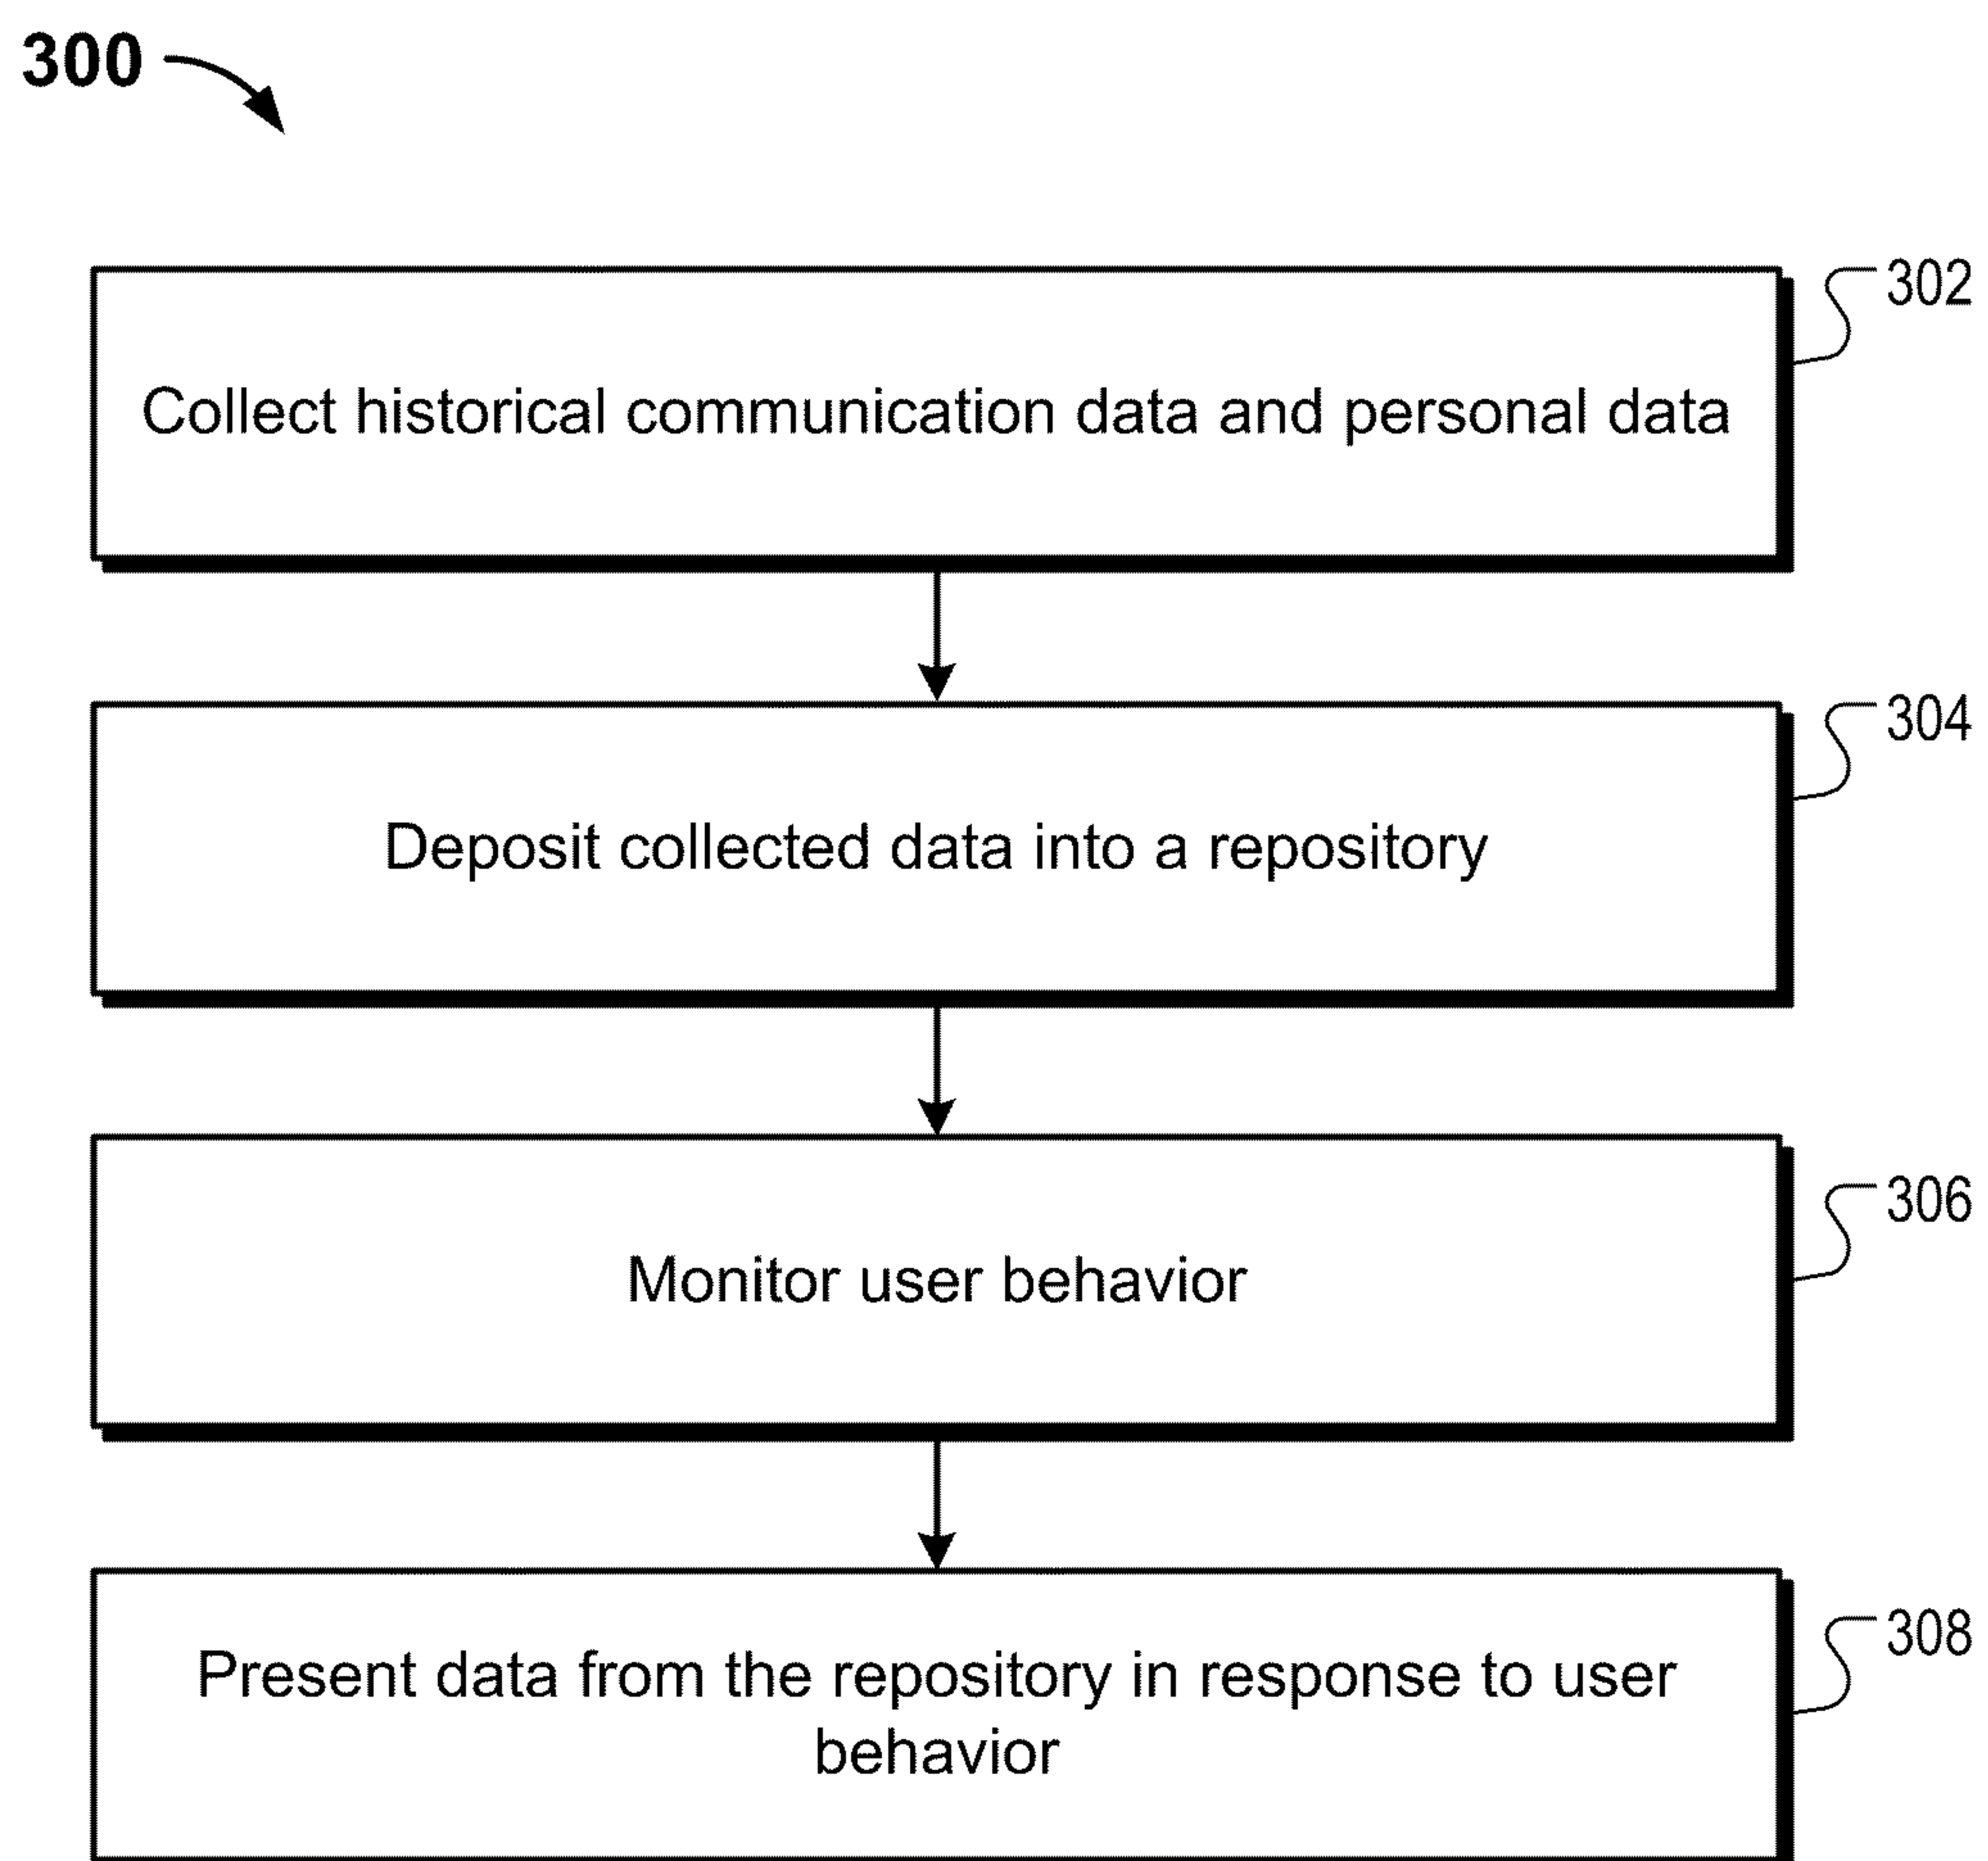 300
302
Collect historical communication data and personal data
304
Deposit collected data into a repository
306
Monitor user behavior
308
Present data from the repository in response to user
behavior